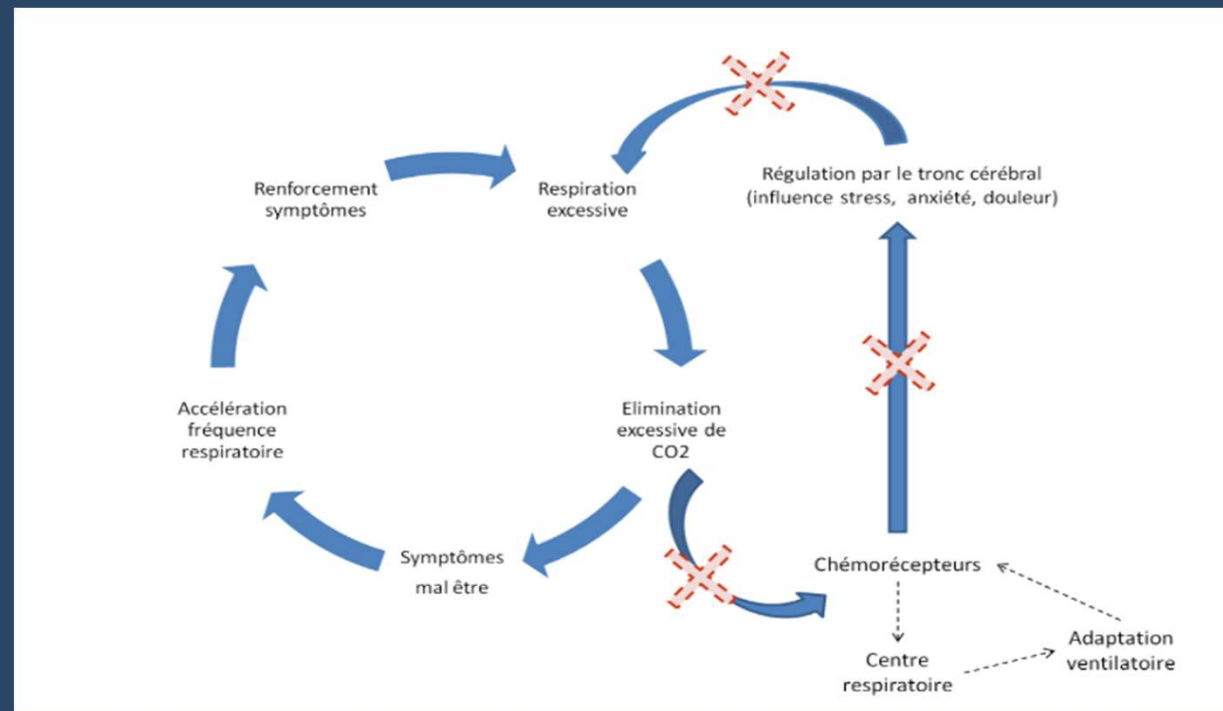 Renforcement
symptômes
Respiration
excessive
Régulation par le tronc cérébral
(influence stress, anxiété, douleur)
Accélération
fréquence
respiratoire
Elimination
excessive de
CO2
Symptômes
mal être
Chémorécepteurs
Centre
respiratoire
Adaptation
ventilatoire